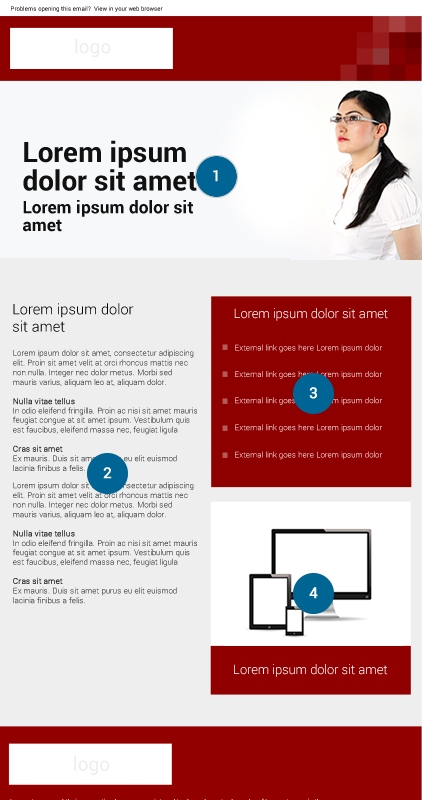 Problems opening this email? View in your web browser
logo
Lorem ipsum
dolor sit amet
1
Lorem ipsum dolor sit
amet
Lorem ipsum dolor
sit amet
Lorem ipsum dolor sit amet, consectetur adipiscing
elit. Proin sit amet velit at orci rhoncus mattis nec
non nulla. Integer nec dolor metus. Morbi sed
mauris varius, aliquam leo at, aliquam dolor.
Nulla vitae tellus
In odio eleifend fringilla. Proin ac nisi sit amet mauris
feugiat congue at sit amet ipsum. Vestibulum quis
est faucibus, eleifend massa nec, feugiat ligula
Cras sit amet
Ex mauris. Duis sit amet purus eu elit euismod
lacinia finibus a felis.
2
Lorem ipsum dolor sit amet, consectetur adipiscing
elit. Proin sit amet velit at orci rhoncus mattis nec
non nulla. Integer nec dolor metus. Morbi sed
mauris varius, aliquam leo at, aliquam dolor.
Nulla vitae tellus
In odio eleifend fringilla. Proin ac nisi sit amet mauris
feugiat congue at sit amet ipsum. Vestibulum quis
est faucibus, eleifend massa nec, feugiat ligula
Cras sit amet
Ex mauris. Duis sit amet purus eu elit euismod
lacinia finibus a felis.
Lorem ipsum dolor sit amet
External link goes here Lorem ipsum dolor
External link goes here Lorem ipsum dolor
External link goes here Lorem ipsum dolor
3
External link goes here Lorem ipsum dolor
External link goes here Lorem ipsum dolor
4
Lorem ipsum dolor sit amet
logo